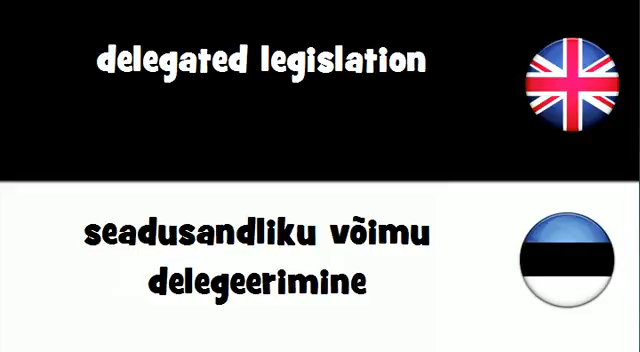 delegated legislation
seadusandliku võimu
delegeerimine